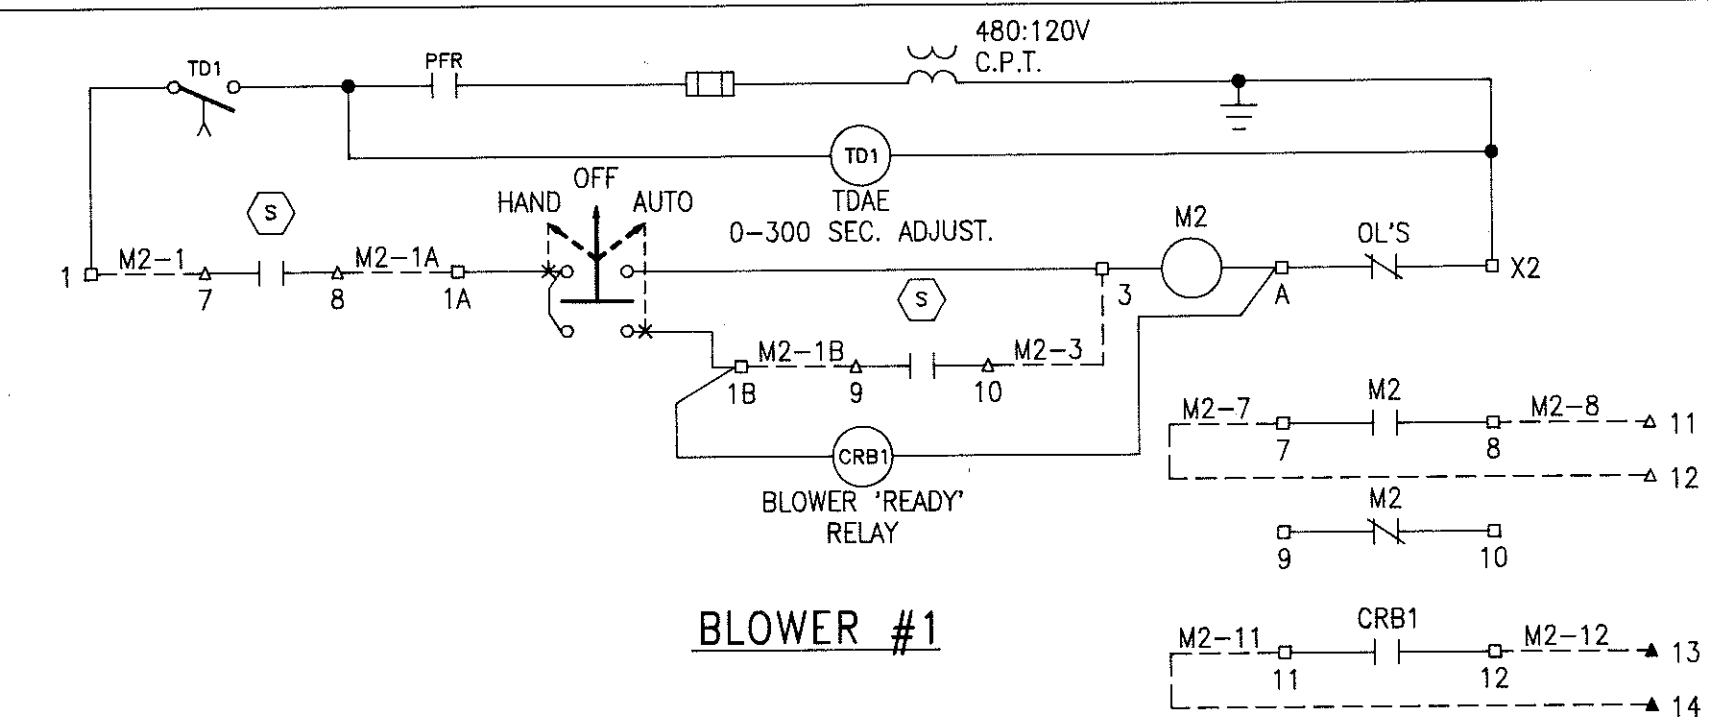 480:120V
C.P.T.
TD1
PFR
TD1
TDAE
0-300 SEC. ADJUST.
OFF
HAND
AUTO
S
M2
OL'S
1
M2-1
7
8
M2-1A
1A
3
A
X2
S
M2-1B
M2-3
1B
9
10
CRB1
BLOWER 'READY'
RELAY
M2-7
M2
M2-8
11
7
8
12
M2
9
10
BLOWER #1
M2-11
CRB1
M2-12
13
11
12
14